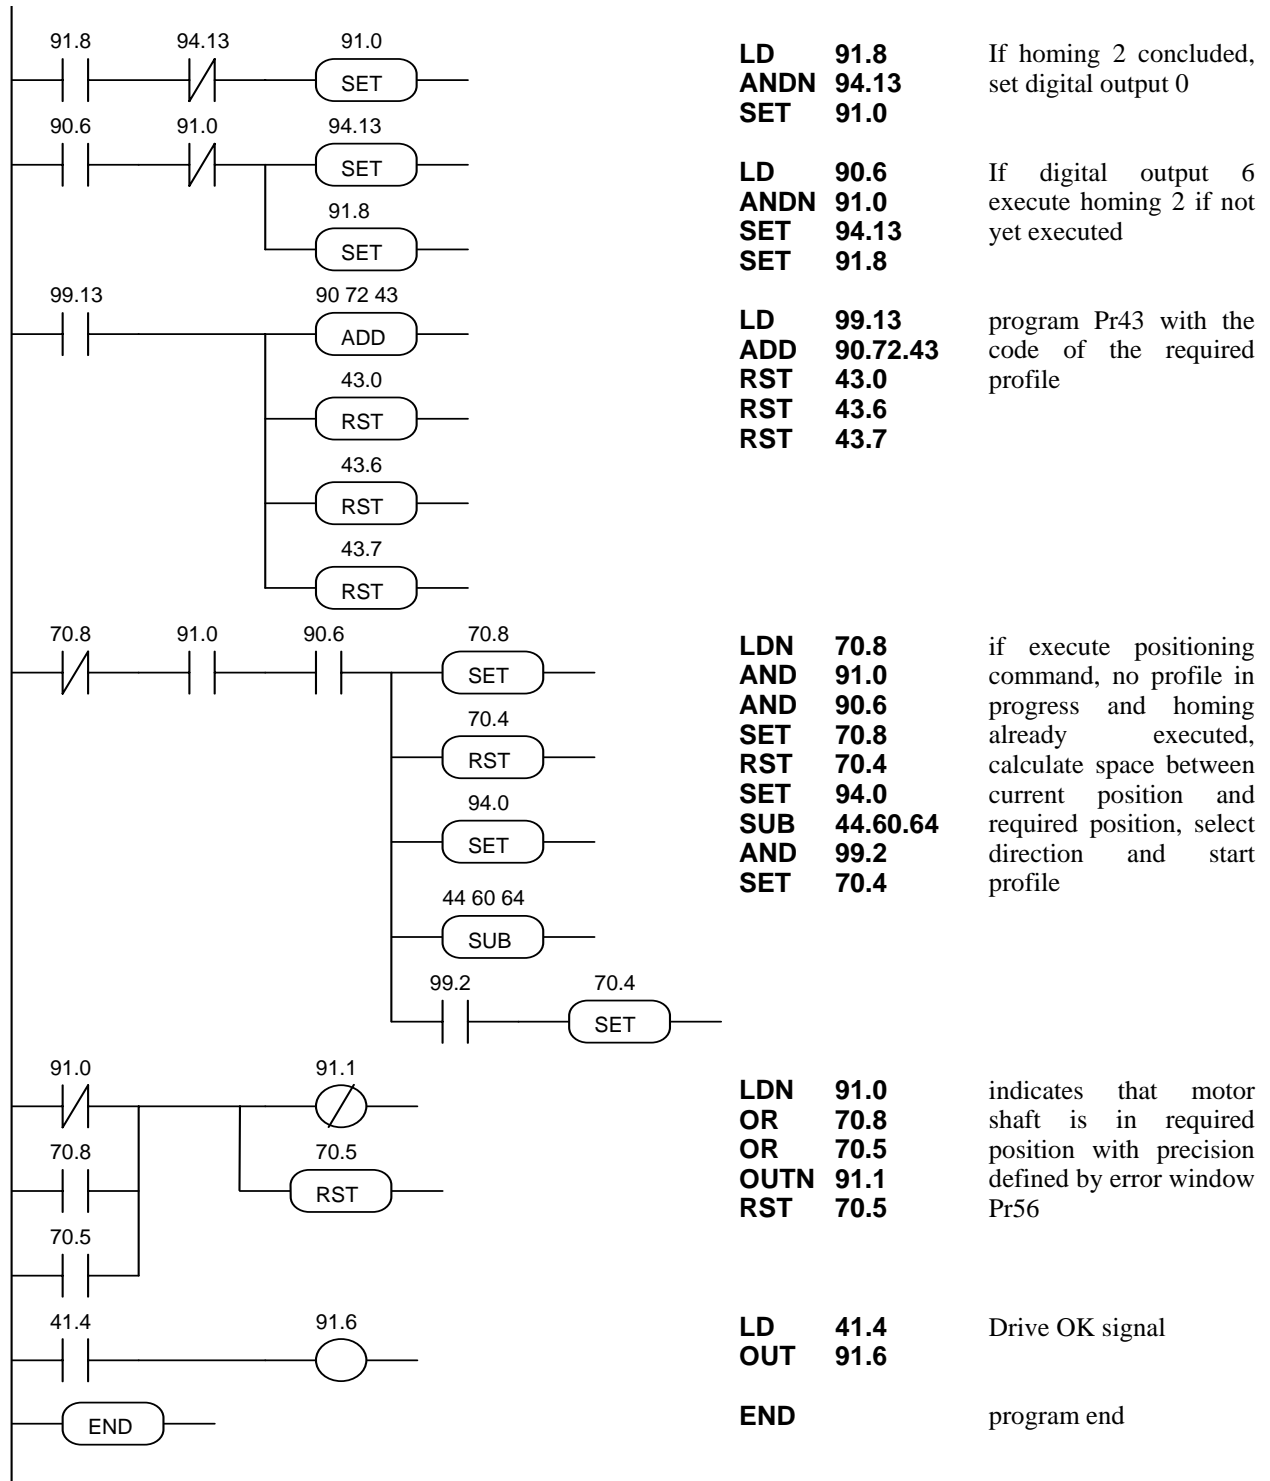 91.8 94.13 91.0
SET
90.6 91.0 94.13
SET
91.8
SET
99.13 90 72 43
ADD
43.0
RST
43.6
RST
43.7
RST
70.8 91.0 90.6 70.8
SET
70.4
RST
94.0
SET
44 60 64
SUB
99.2 70.4
SET
91.0 91.1
70.8 70.5
RST
70.5
41.4 91.6
END
LD 91.8
ANDN 94.13
SET 91.0
LD 90.6
ANDN 91.0
SET 94.13
SET 91.8
LD 99.13
ADD 90.72.43
RST 43.0
RST 43.6
RST 43.7
LDN 70.8
AND 91.0
AND 90.6
SET 70.8
RST 70.4
SET 94.0
SUB 44.60.64
AND 99.2
SET 70.4
LDN 91.0
OR 70.8
OR 70.5
OUTN 91.1
RST 70.5
LD 41.4
OUT 91.6
END
If homing 2 concluded,
set digital output 0
If digital output 6
execute homing 2 if not
yet executed
program Pr43 with the
code of the required
profile
if execute positioning
command, no profile in
progress and homing
already executed,
calculate space between
current position and
required position, select
direction and start
profile
indicates that motor
shaft is in required
position with precision
defined by error window
Pr56
Drive OK signal
program end